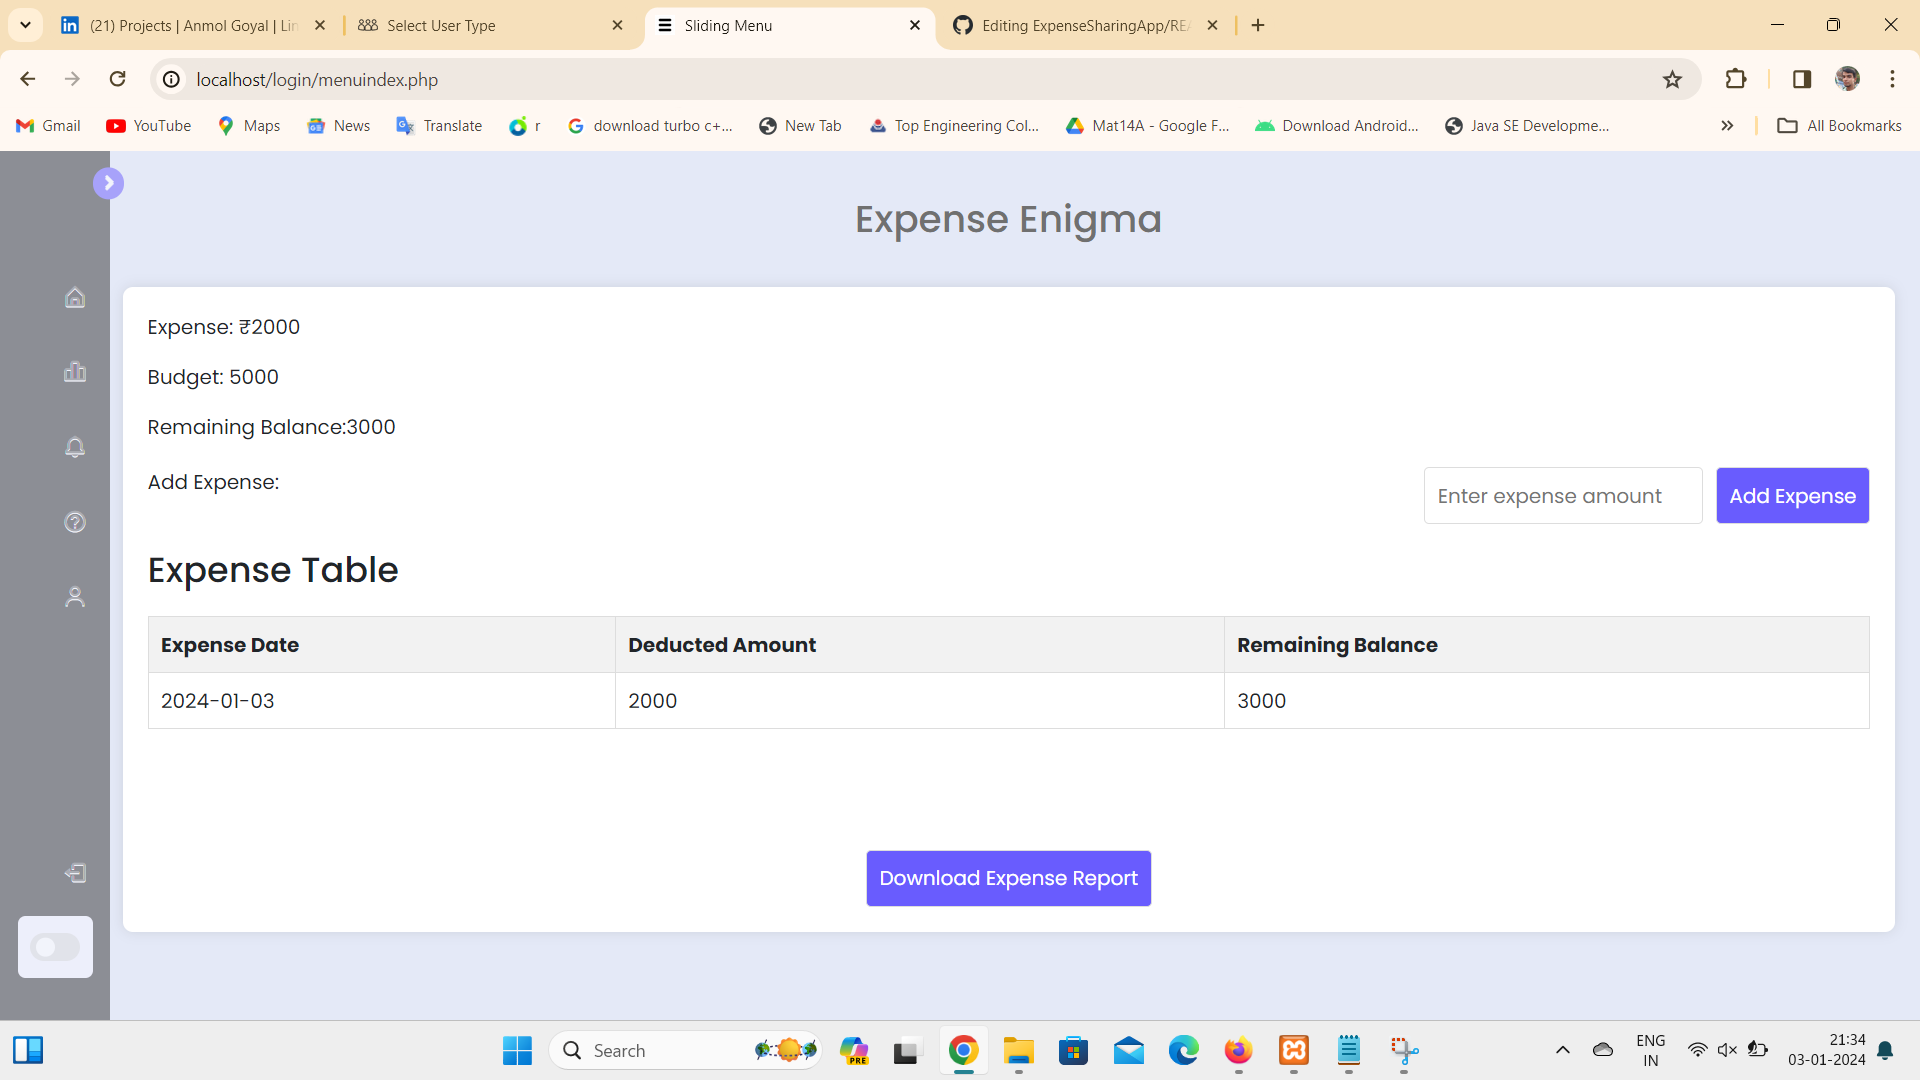 (21) Projects | Anmol Goyal | Lin
Select User Type
Sliding Menu
Editing ExpenseSharingApp/REA
localhost/login/menuindex.php
Gmail
YouTube
Maps
News
Translate
r
download turbo c+...
New Tab
Top Engineering Col...
Mat14A - Google F...
Download Android...
Java SE Developme...
All Bookmarks
Expense Enigma
Expense: ₹2000
Budget: 5000
Remaining Balance:3000
Add Expense:
Enter expense amount
Add Expense
Expense Table
Expense Date Deducted Amount Remaining Balance
2024-01-03 2000 3000
Download Expense Report
Search
PRE
ENG
IN
21:34
03-01-2024